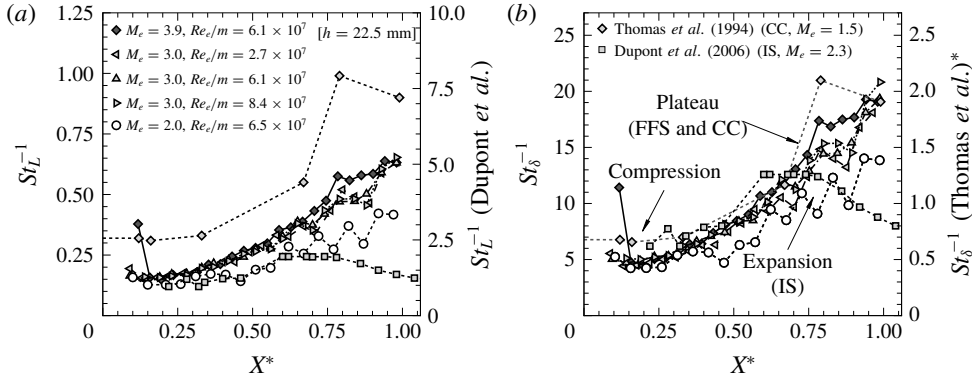 (a)
1.25
1.00
0.75
0.50
0.25
0
St_L^{-1}
M_e = 3.9, Re_e/m = 6.1 × 10^7
[h = 22.5 mm]
M_e = 3.0, Re_e/m = 2.7 × 10^7
M_e = 3.0, Re_e/m = 6.1 × 10^7
M_e = 3.0, Re_e/m = 8.4 × 10^7
M_e = 2.0, Re_e/m = 6.5 × 10^7
10.0
7.5
5.0
2.5
0
St_L^{-1} (Dupont et al.)
0 0.25 0.50 0.75 1.00
X*
(b)
25
20
15
10
5
0
St_δ^{-1}
Thomas et al. (1994) (CC, M_e = 1.5)
Dupont et al. (2006) (IS, M_e = 2.3)
Plateau
(FFS and CC)
Compression
Expansion
(IS)
2.5
2.0
1.5
1.0
0.5
0
St_δ^{-1} (Thomas et al.)*
0 0.25 0.50 0.75 1.00
X*